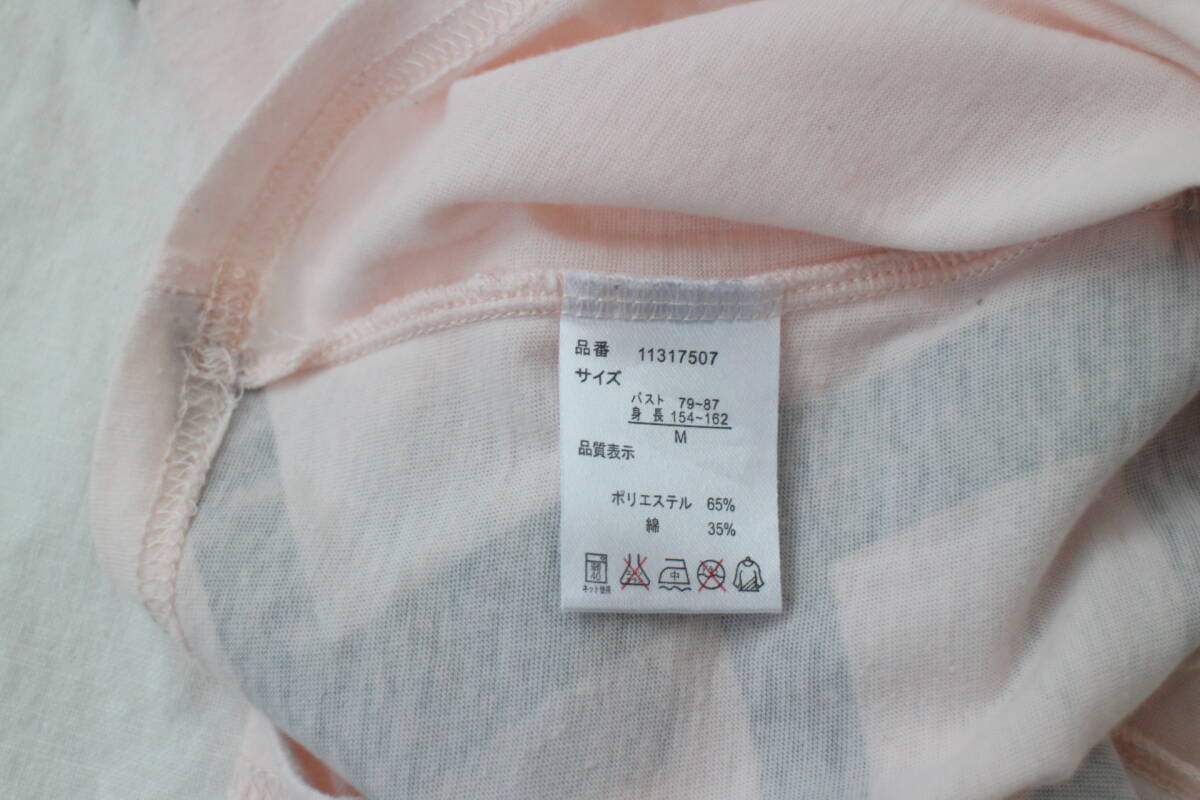 品番 11317507
サイズ
バスト 79~87
身長 154~162
M
品質表示
ポリエステル 65%
綿 35%
40
中
ネット使用